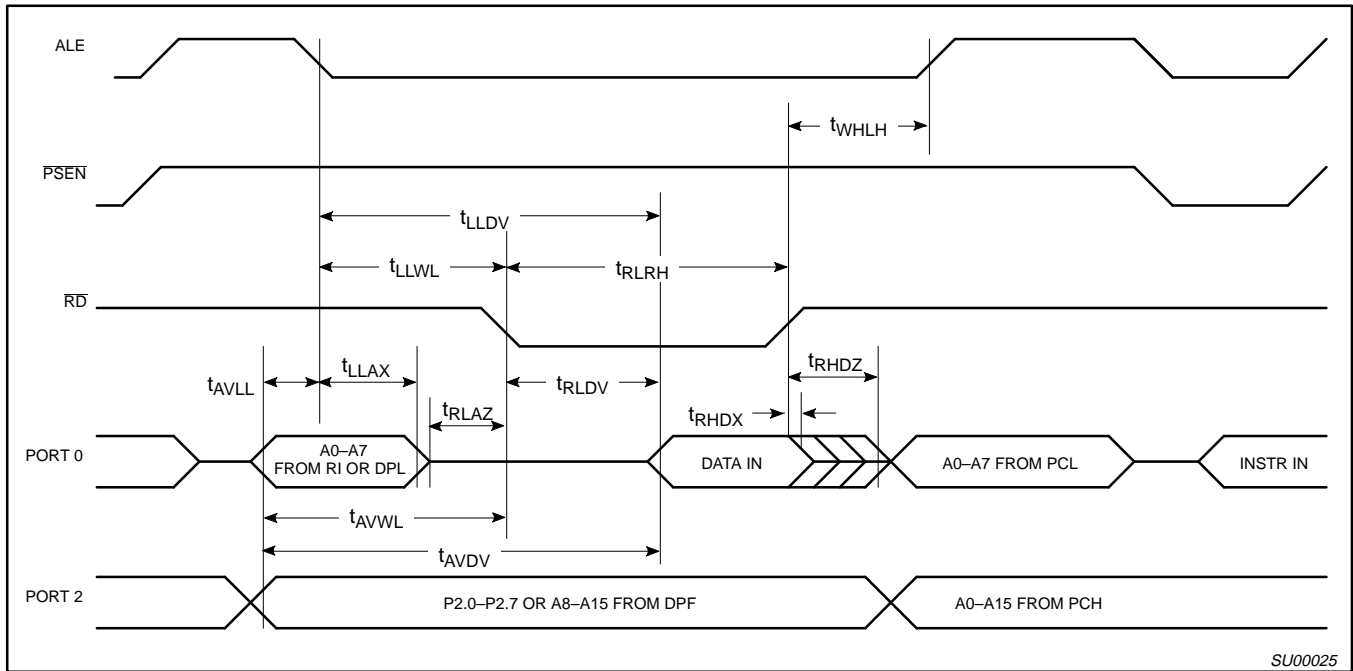 ALE
tWHLH
PSEN
tLLDV
tLLWL
tRLRH
RD
tAVLL
tLLAX
tRLAZ
tRLDV
tRHDZ
tRHDX
PORT 0
A0–A7
FROM RI OR DPL
DATA IN
A0–A7 FROM PCL
INSTR IN
tAVWL
tAVDV
PORT 2
P2.0–P2.7 OR A8–A15 FROM DPF
A0–A15 FROM PCH
SU00025